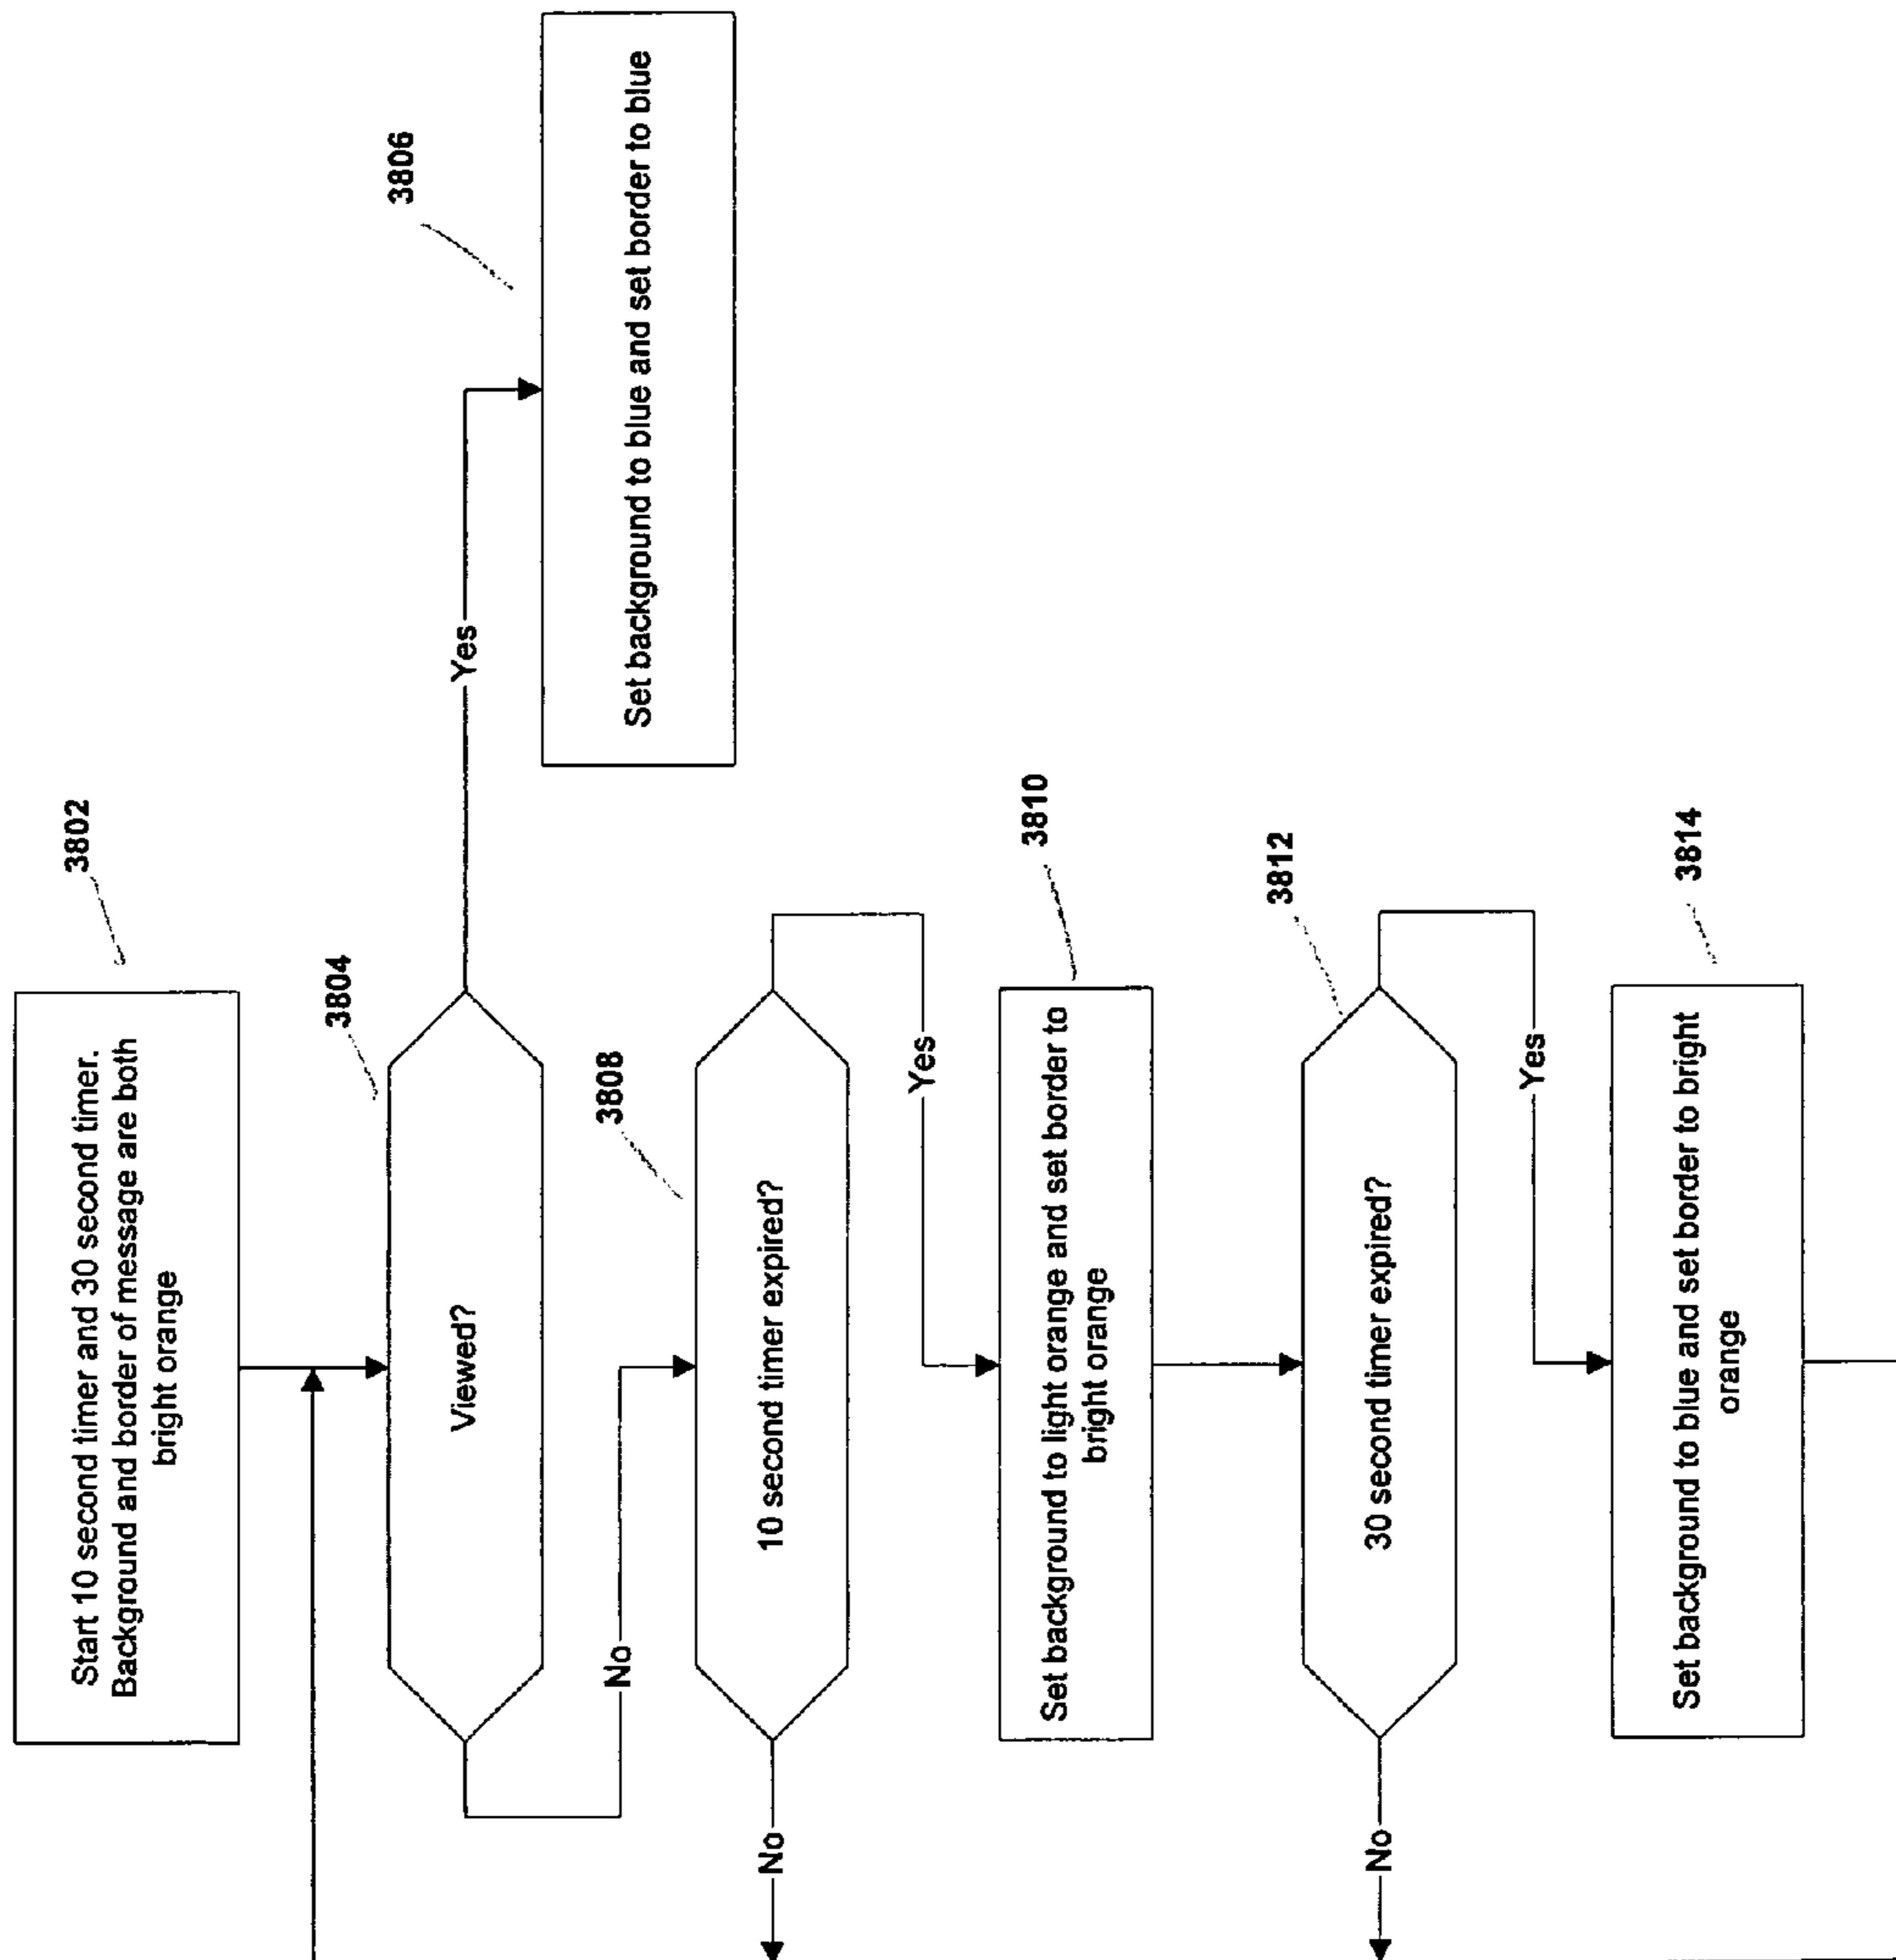 3802
Start 10 second timer and 30 second timer.
Background and border of message are both
bright orange
3804
Viewed?
Yes
3806
Set background to blue and set border to blue
No
3808
10 second timer expired?
No
Yes
3810
Set background to light orange and set border to
bright orange
3812
30 second timer expired?
No
Yes
3814
Set background to blue and set border to bright
orange